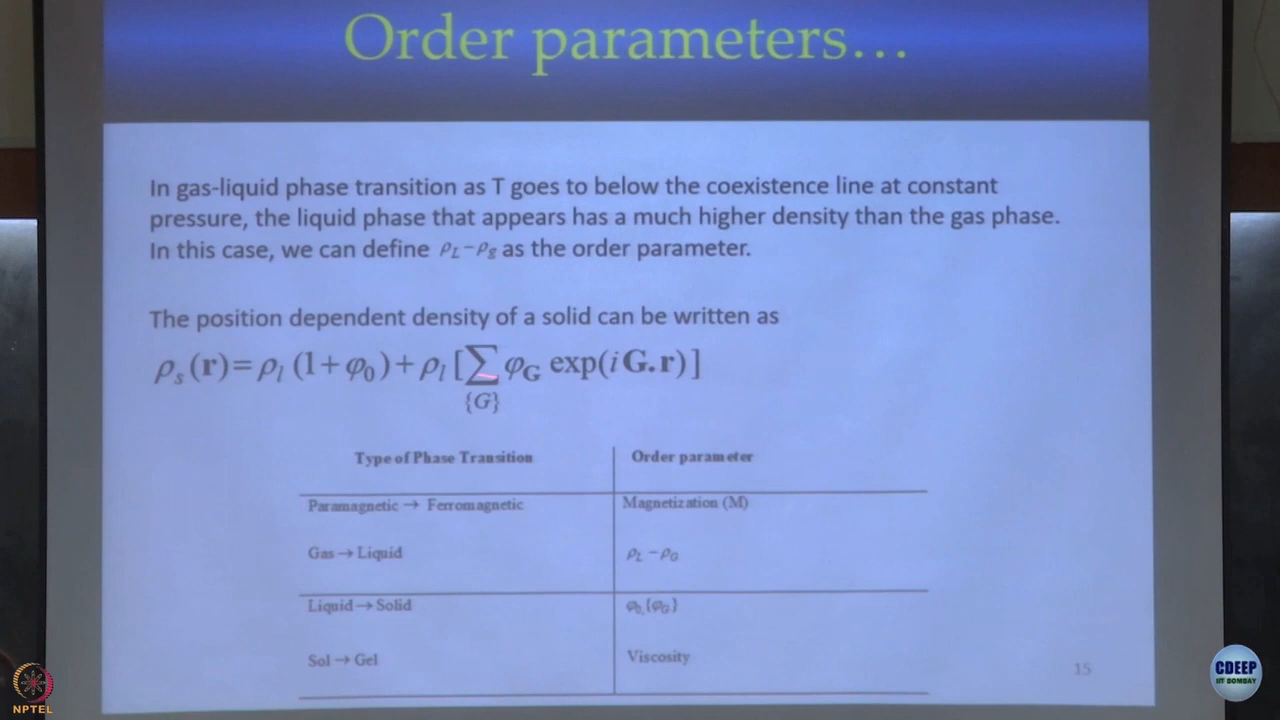 Order parameters...
In gas-liquid phase transition as T goes to below the coexistence line at constant
pressure, the liquid phase that appears has a much higher density than the gas phase.
In this case, we can define ρL−ρg as the order parameter.
The position dependent density of a solid can be written as
ρs(r)=ρl (1+φ0)+ρl [∑{G} φG exp(iG.r)]
Type of Phase Transition Order parameter
Paramagnetic → Ferromagnetic Magnetization (M)
Gas → Liquid ρL −ρG
Liquid → Solid φ0,{φG}
Sol → Gel Viscosity
15
NPTEL
CDEEP
IIT BOMBAY